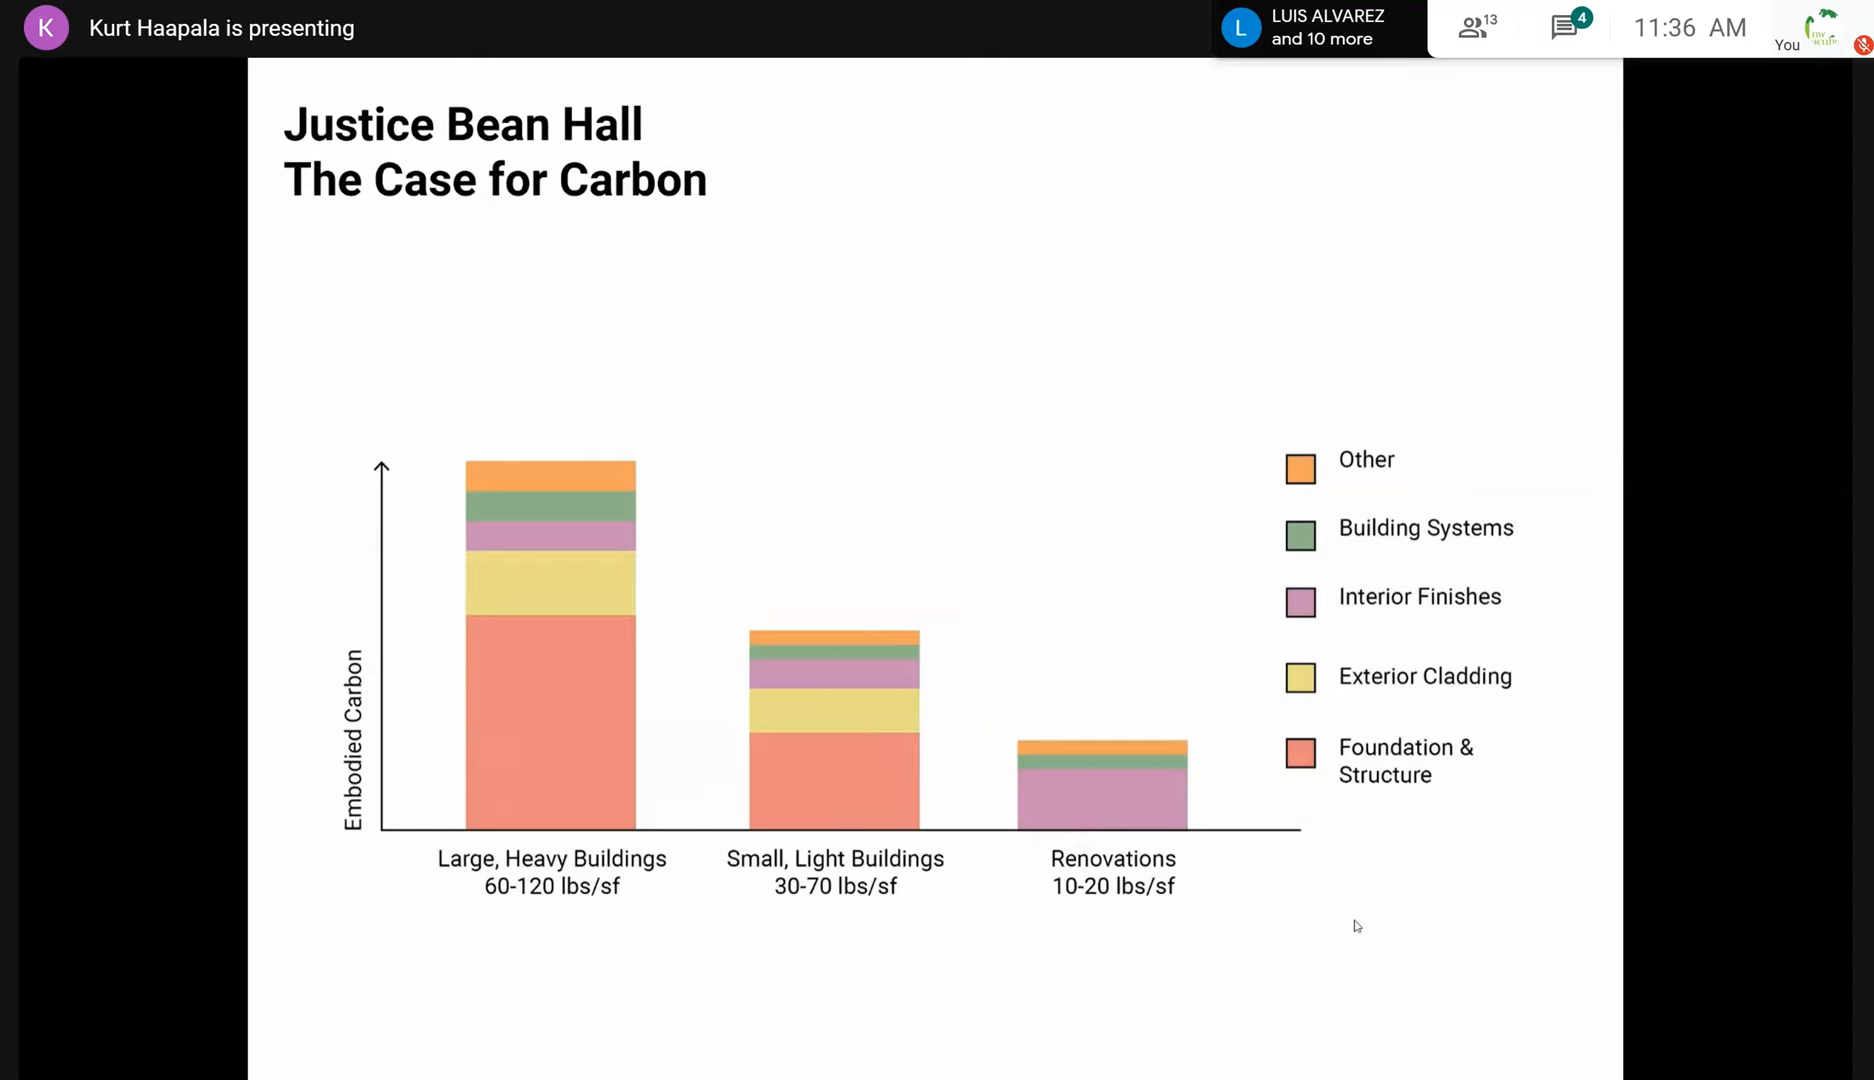 K
Kurt Haapala is presenting
L
LUIS ALVAREZ
and 10 more
13
4
11:36 AM
You
Justice Bean Hall
The Case for Carbon
Embodied Carbon
Other
Building Systems
Interior Finishes
Exterior Cladding
Foundation &
Structure
Large, Heavy Buildings
60-120 lbs/sf
Small, Light Buildings
30-70 lbs/sf
Renovations
10-20 lbs/sf